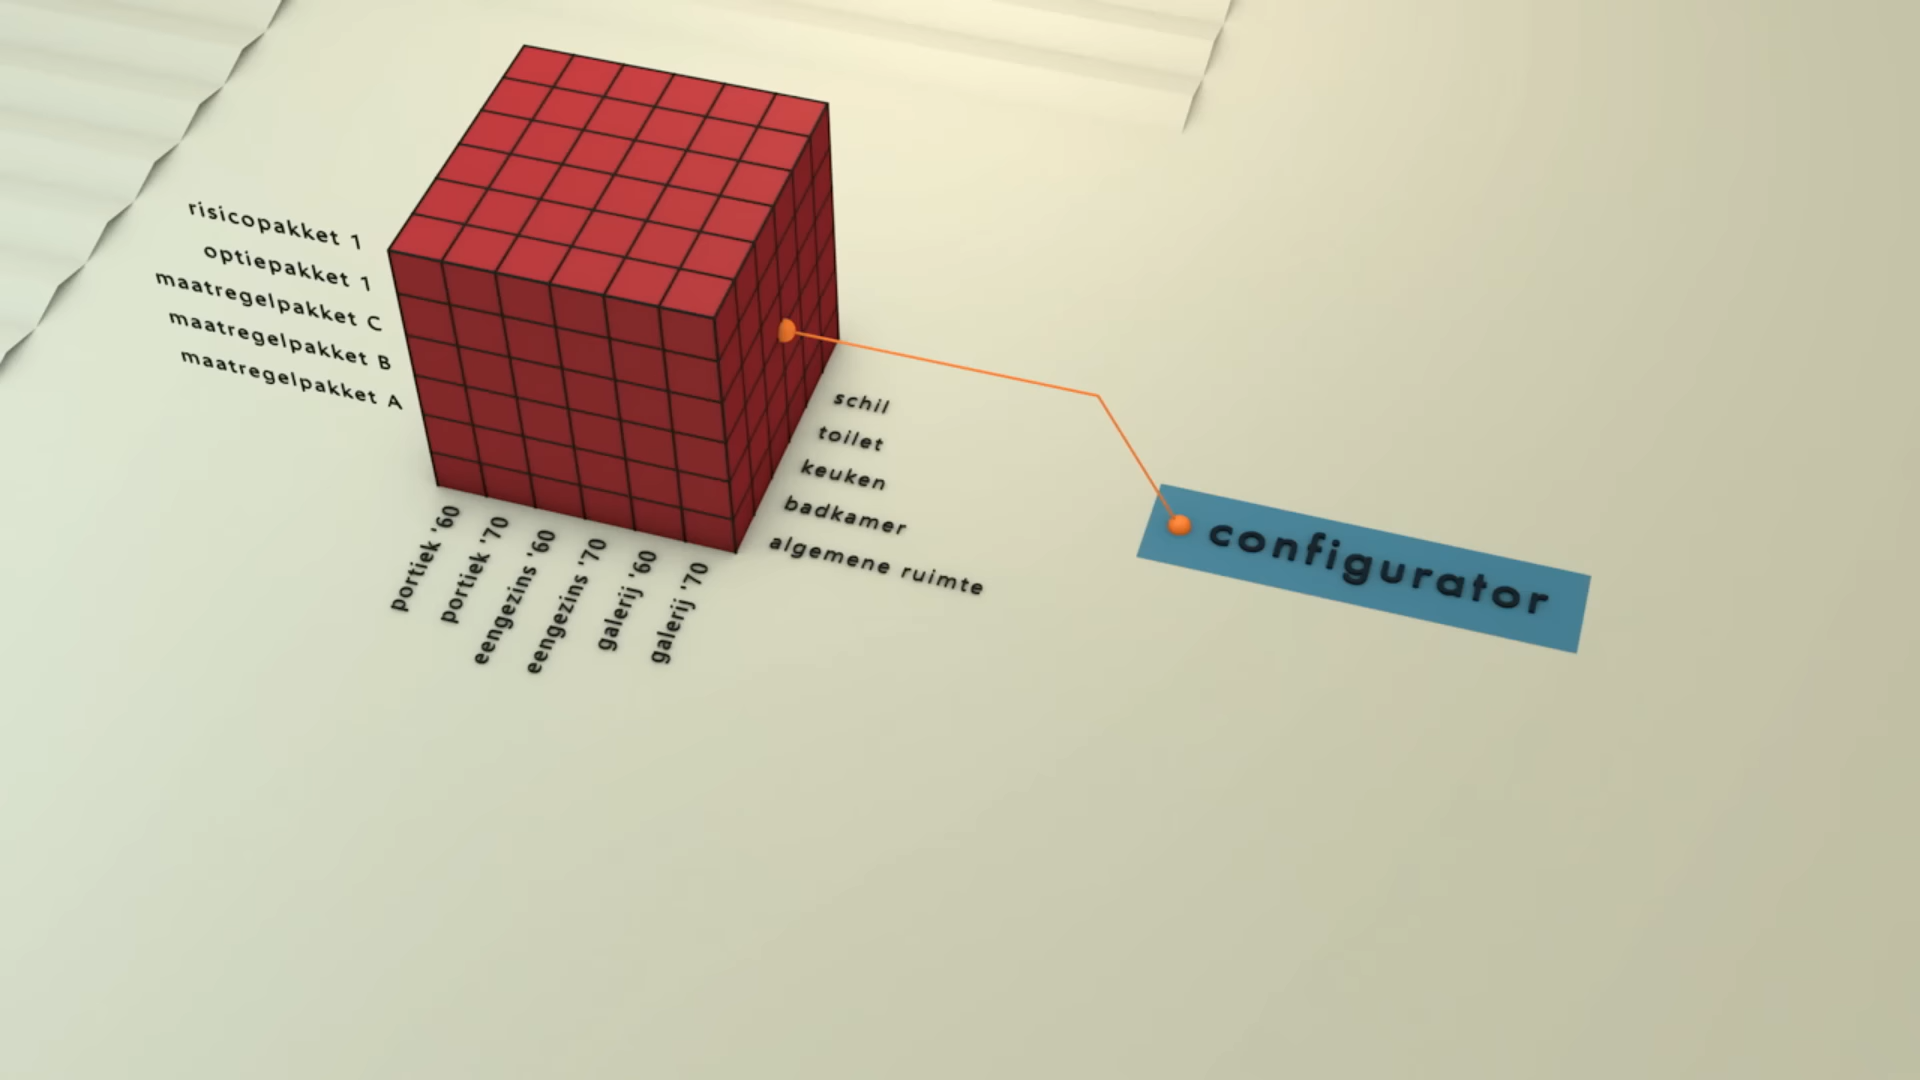 risicopakket 1
optiepakket 1
maatregelpakket C
maatregelpakket B
maatregelpakket A
schil
toilet
keuken
badkamer
algemene ruimte
portiek '60
portiek '70
eengezins '60
eengezins '70
galerij '60
galerij '70
configurator